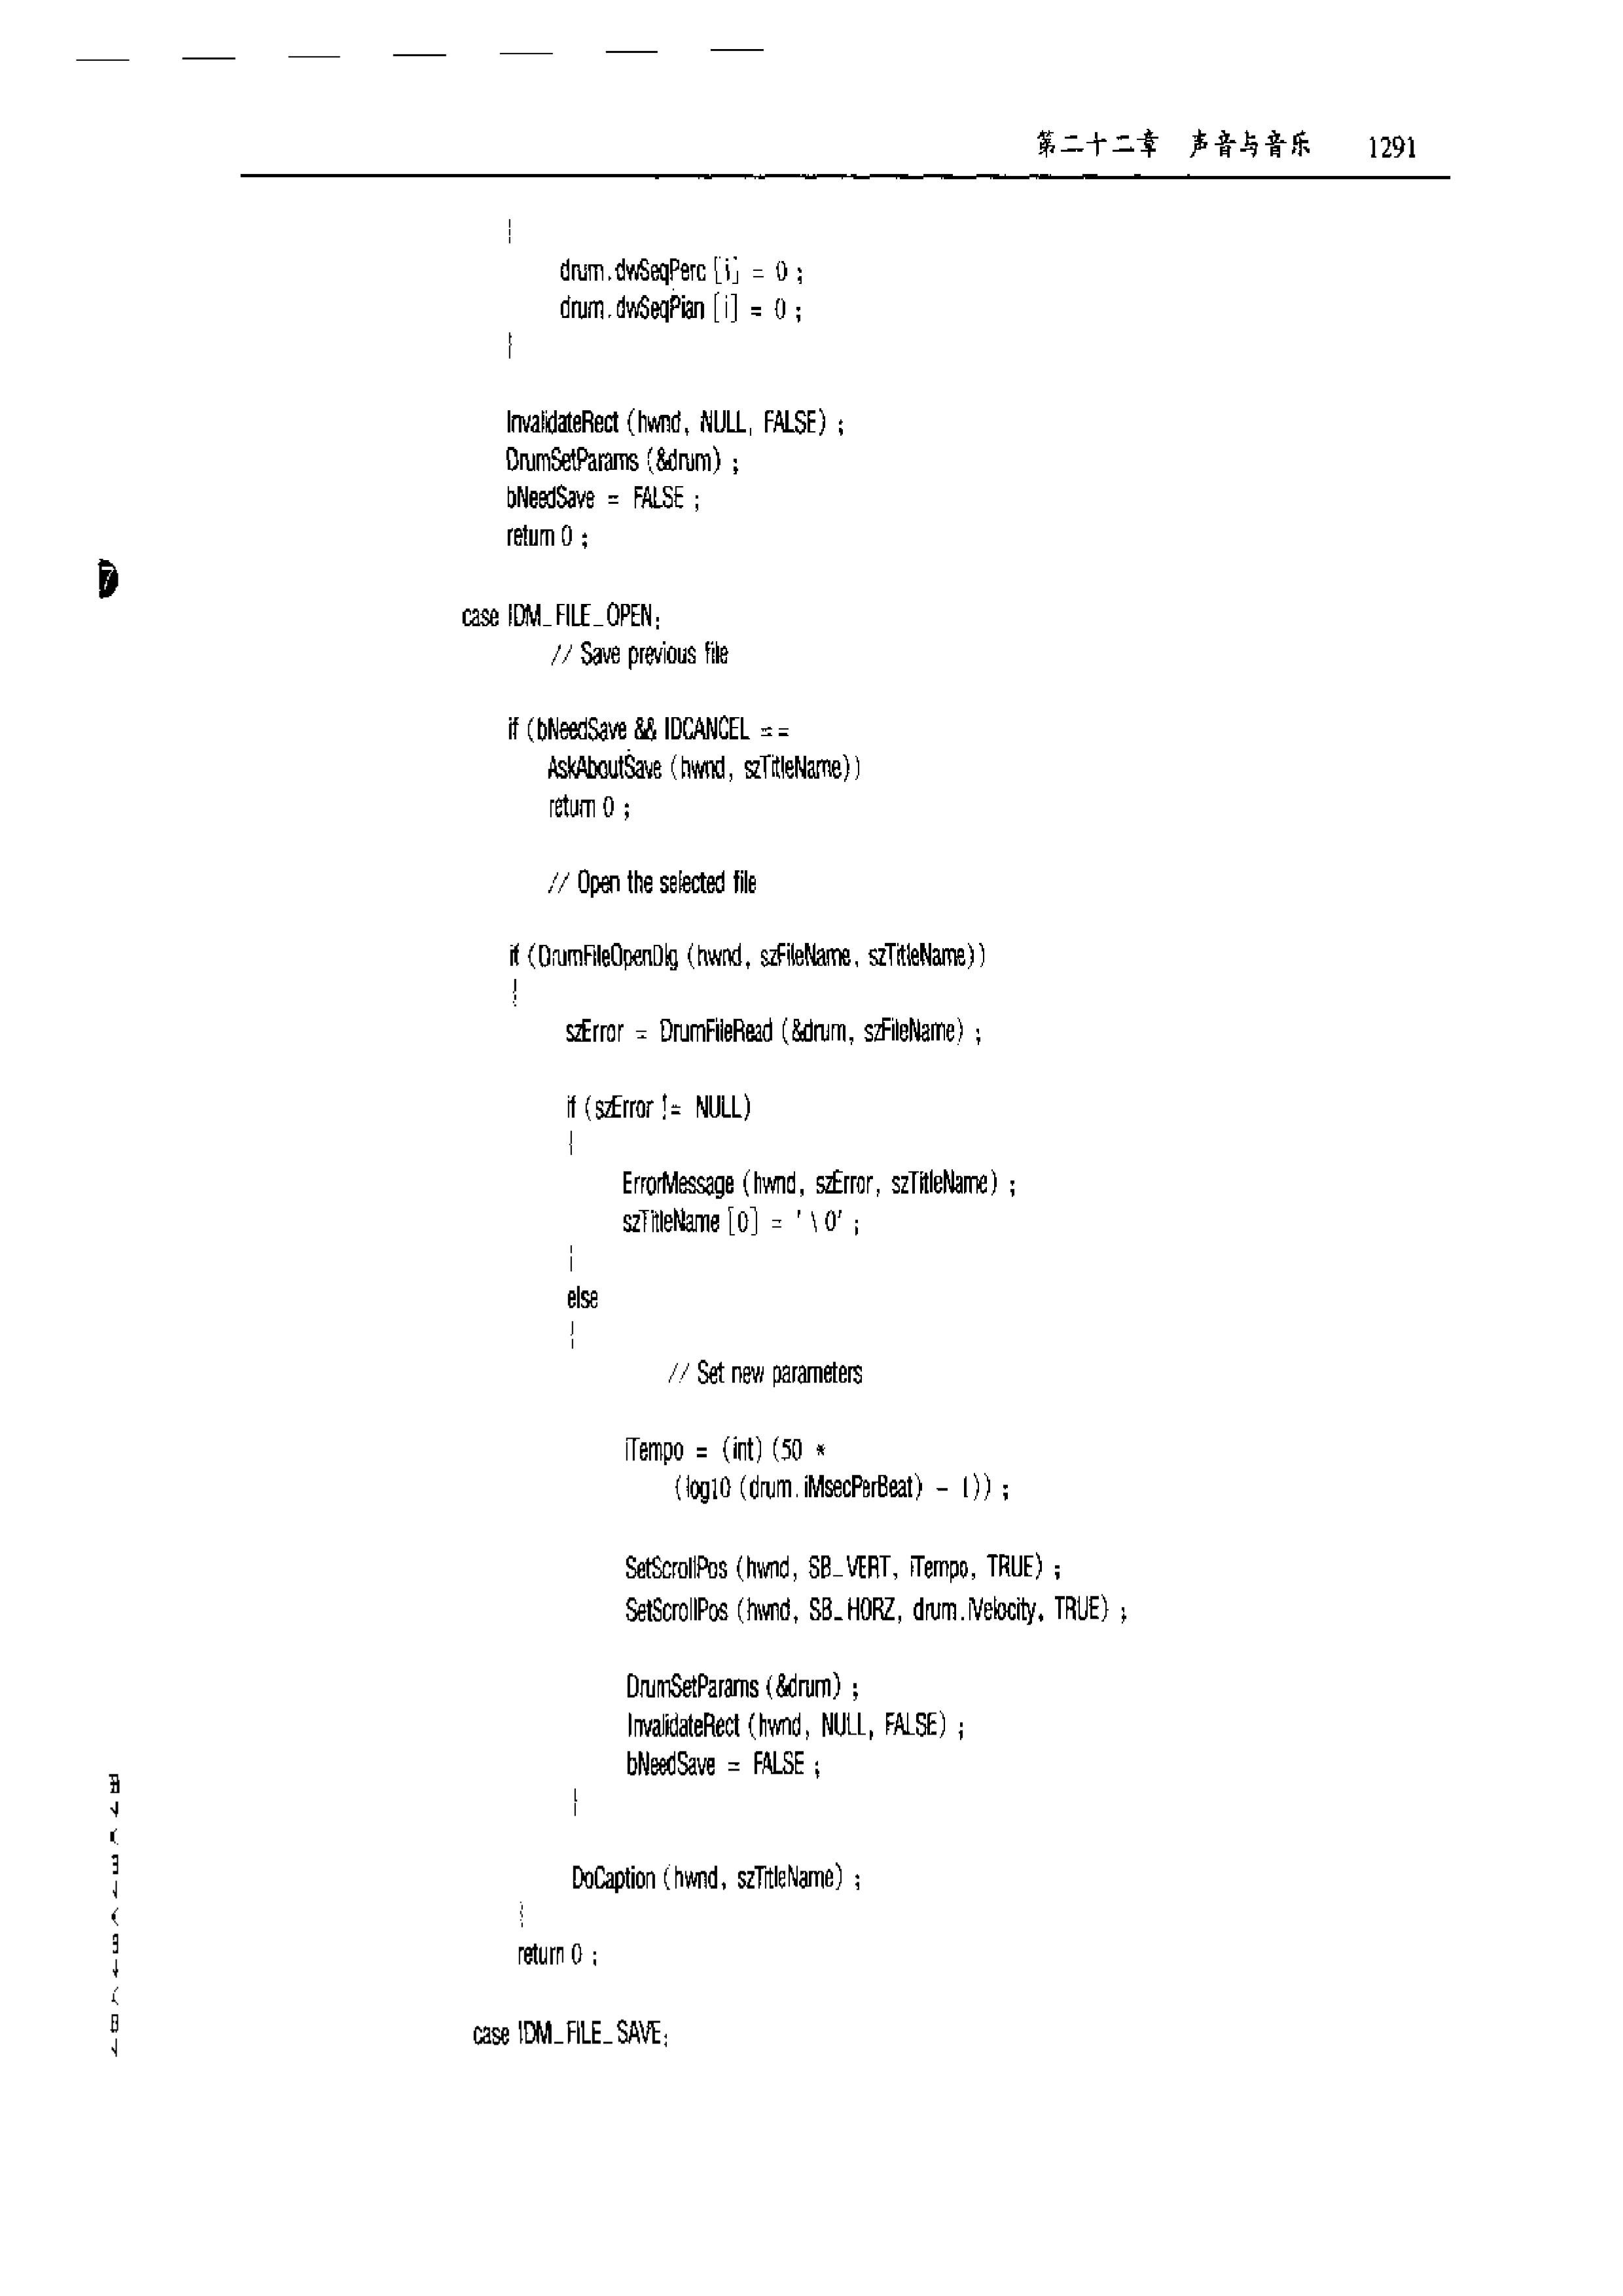 第二十二章 声音与音乐 1291
{
drum.dwSeqPerc [i] = 0 ;
drum.dwSeqPian [i] = 0 ;
}
InvalidateRect (hwnd, NULL, FALSE) ;
DrumSetParams (&drum) ;
bNeedSave = FALSE ;
return 0 ;
case IDM_FILE_OPEN:
// Save previous file
if (bNeedSave && IDCANCEL ==
AskAboutSave (hwnd, szTitleName))
return 0 ;
// Open the selected file
if (DrumFileOpenDlg (hwnd, szFileName, szTitleName))
{
szError = DrumFileRead (&drum, szFileName) ;
if (szError != NULL)
{
ErrorMessage (hwnd, szError, szTitleName) ;
szTitleName [0] = '\0' ;
}
else
{
// Set new parameters
iTempo = (int) (50 *
(log10 (drum.iMsecPerBeat) - 1)) ;
SetScrollPos (hwnd, SB_VERT, iTempo, TRUE) ;
SetScrollPos (hwnd, SB_HORZ, drum.iVelocity, TRUE) ;
DrumSetParams (&drum) ;
InvalidateRect (hwnd, NULL, FALSE) ;
bNeedSave = FALSE ;
}
DoCaption (hwnd, szTitleName) ;
}
return 0 ;
case IDM_FILE_SAVE: